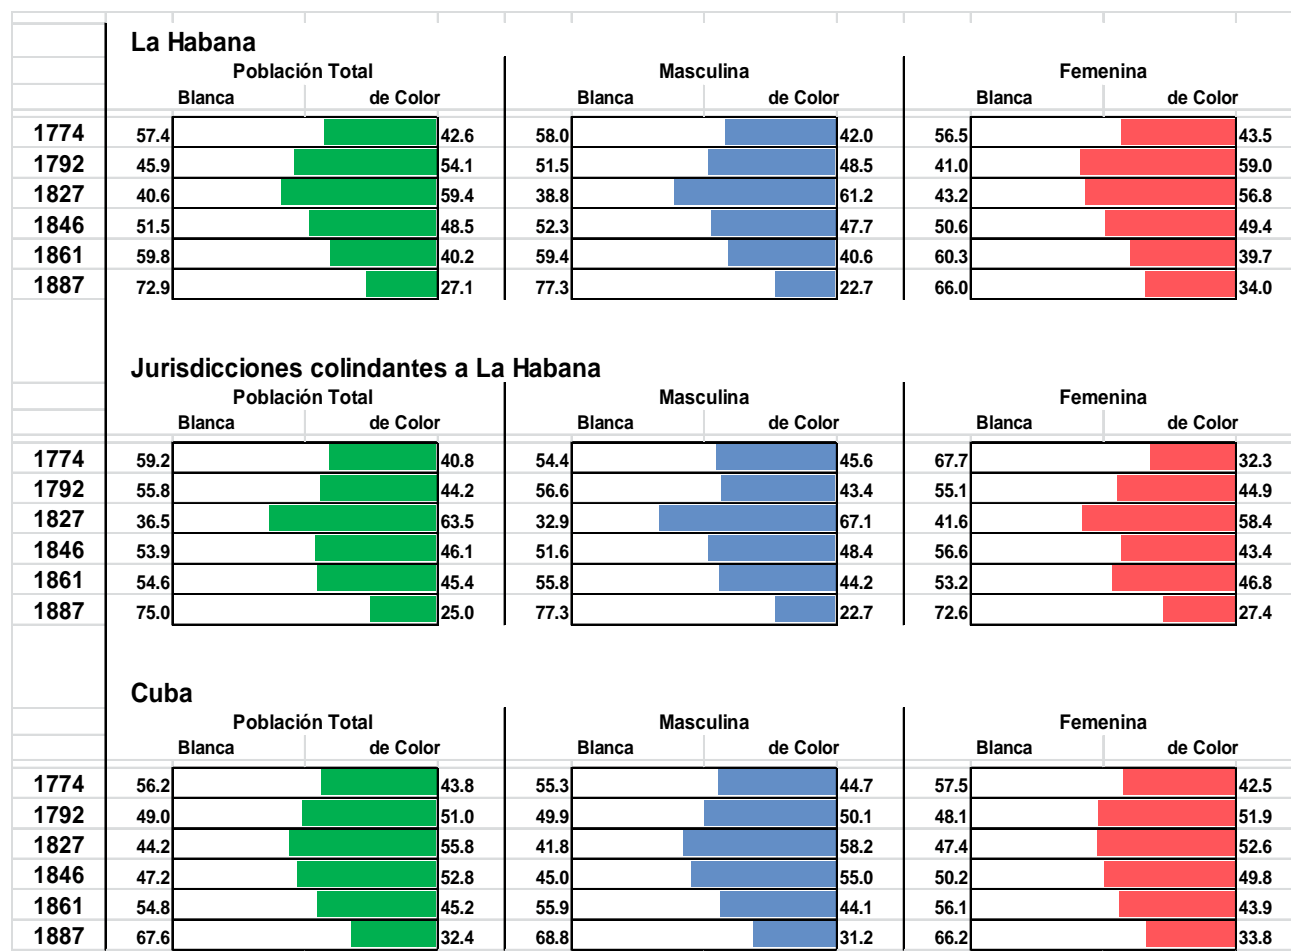 La Habana
Población Total Masculina Femenina
Blanca de Color Blanca de Color Blanca de Color
1774 57.4 42.6 58.0 42.0 56.5 43.5
1792 45.9 54.1 51.5 48.5 41.0 59.0
1827 40.6 59.4 38.8 61.2 43.2 56.8
1846 51.5 48.5 52.3 47.7 50.6 49.4
1861 59.8 40.2 59.4 40.6 60.3 39.7
1887 72.9 27.1 77.3 22.7 66.0 34.0
Jurisdicciones colindantes a La Habana
Población Total Masculina Femenina
Blanca de Color Blanca de Color Blanca de Color
1774 59.2 40.8 54.4 45.6 67.7 32.3
1792 55.8 44.2 56.6 43.4 55.1 44.9
1827 36.5 63.5 32.9 67.1 41.6 58.4
1846 53.9 46.1 51.6 48.4 56.6 43.4
1861 54.6 45.4 55.8 44.2 53.2 46.8
1887 75.0 25.0 77.3 22.7 72.6 27.4
Cuba
Población Total Masculina Femenina
Blanca de Color Blanca de Color Blanca de Color
1774 56.2 43.8 55.3 44.7 57.5 42.5
1792 49.0 51.0 49.9 50.1 48.1 51.9
1827 44.2 55.8 41.8 58.2 47.4 52.6
1846 47.2 52.8 45.0 55.0 50.2 49.8
1861 54.8 45.2 55.9 44.1 56.1 43.9
1887 67.6 32.4 68.8 31.2 66.2 33.8